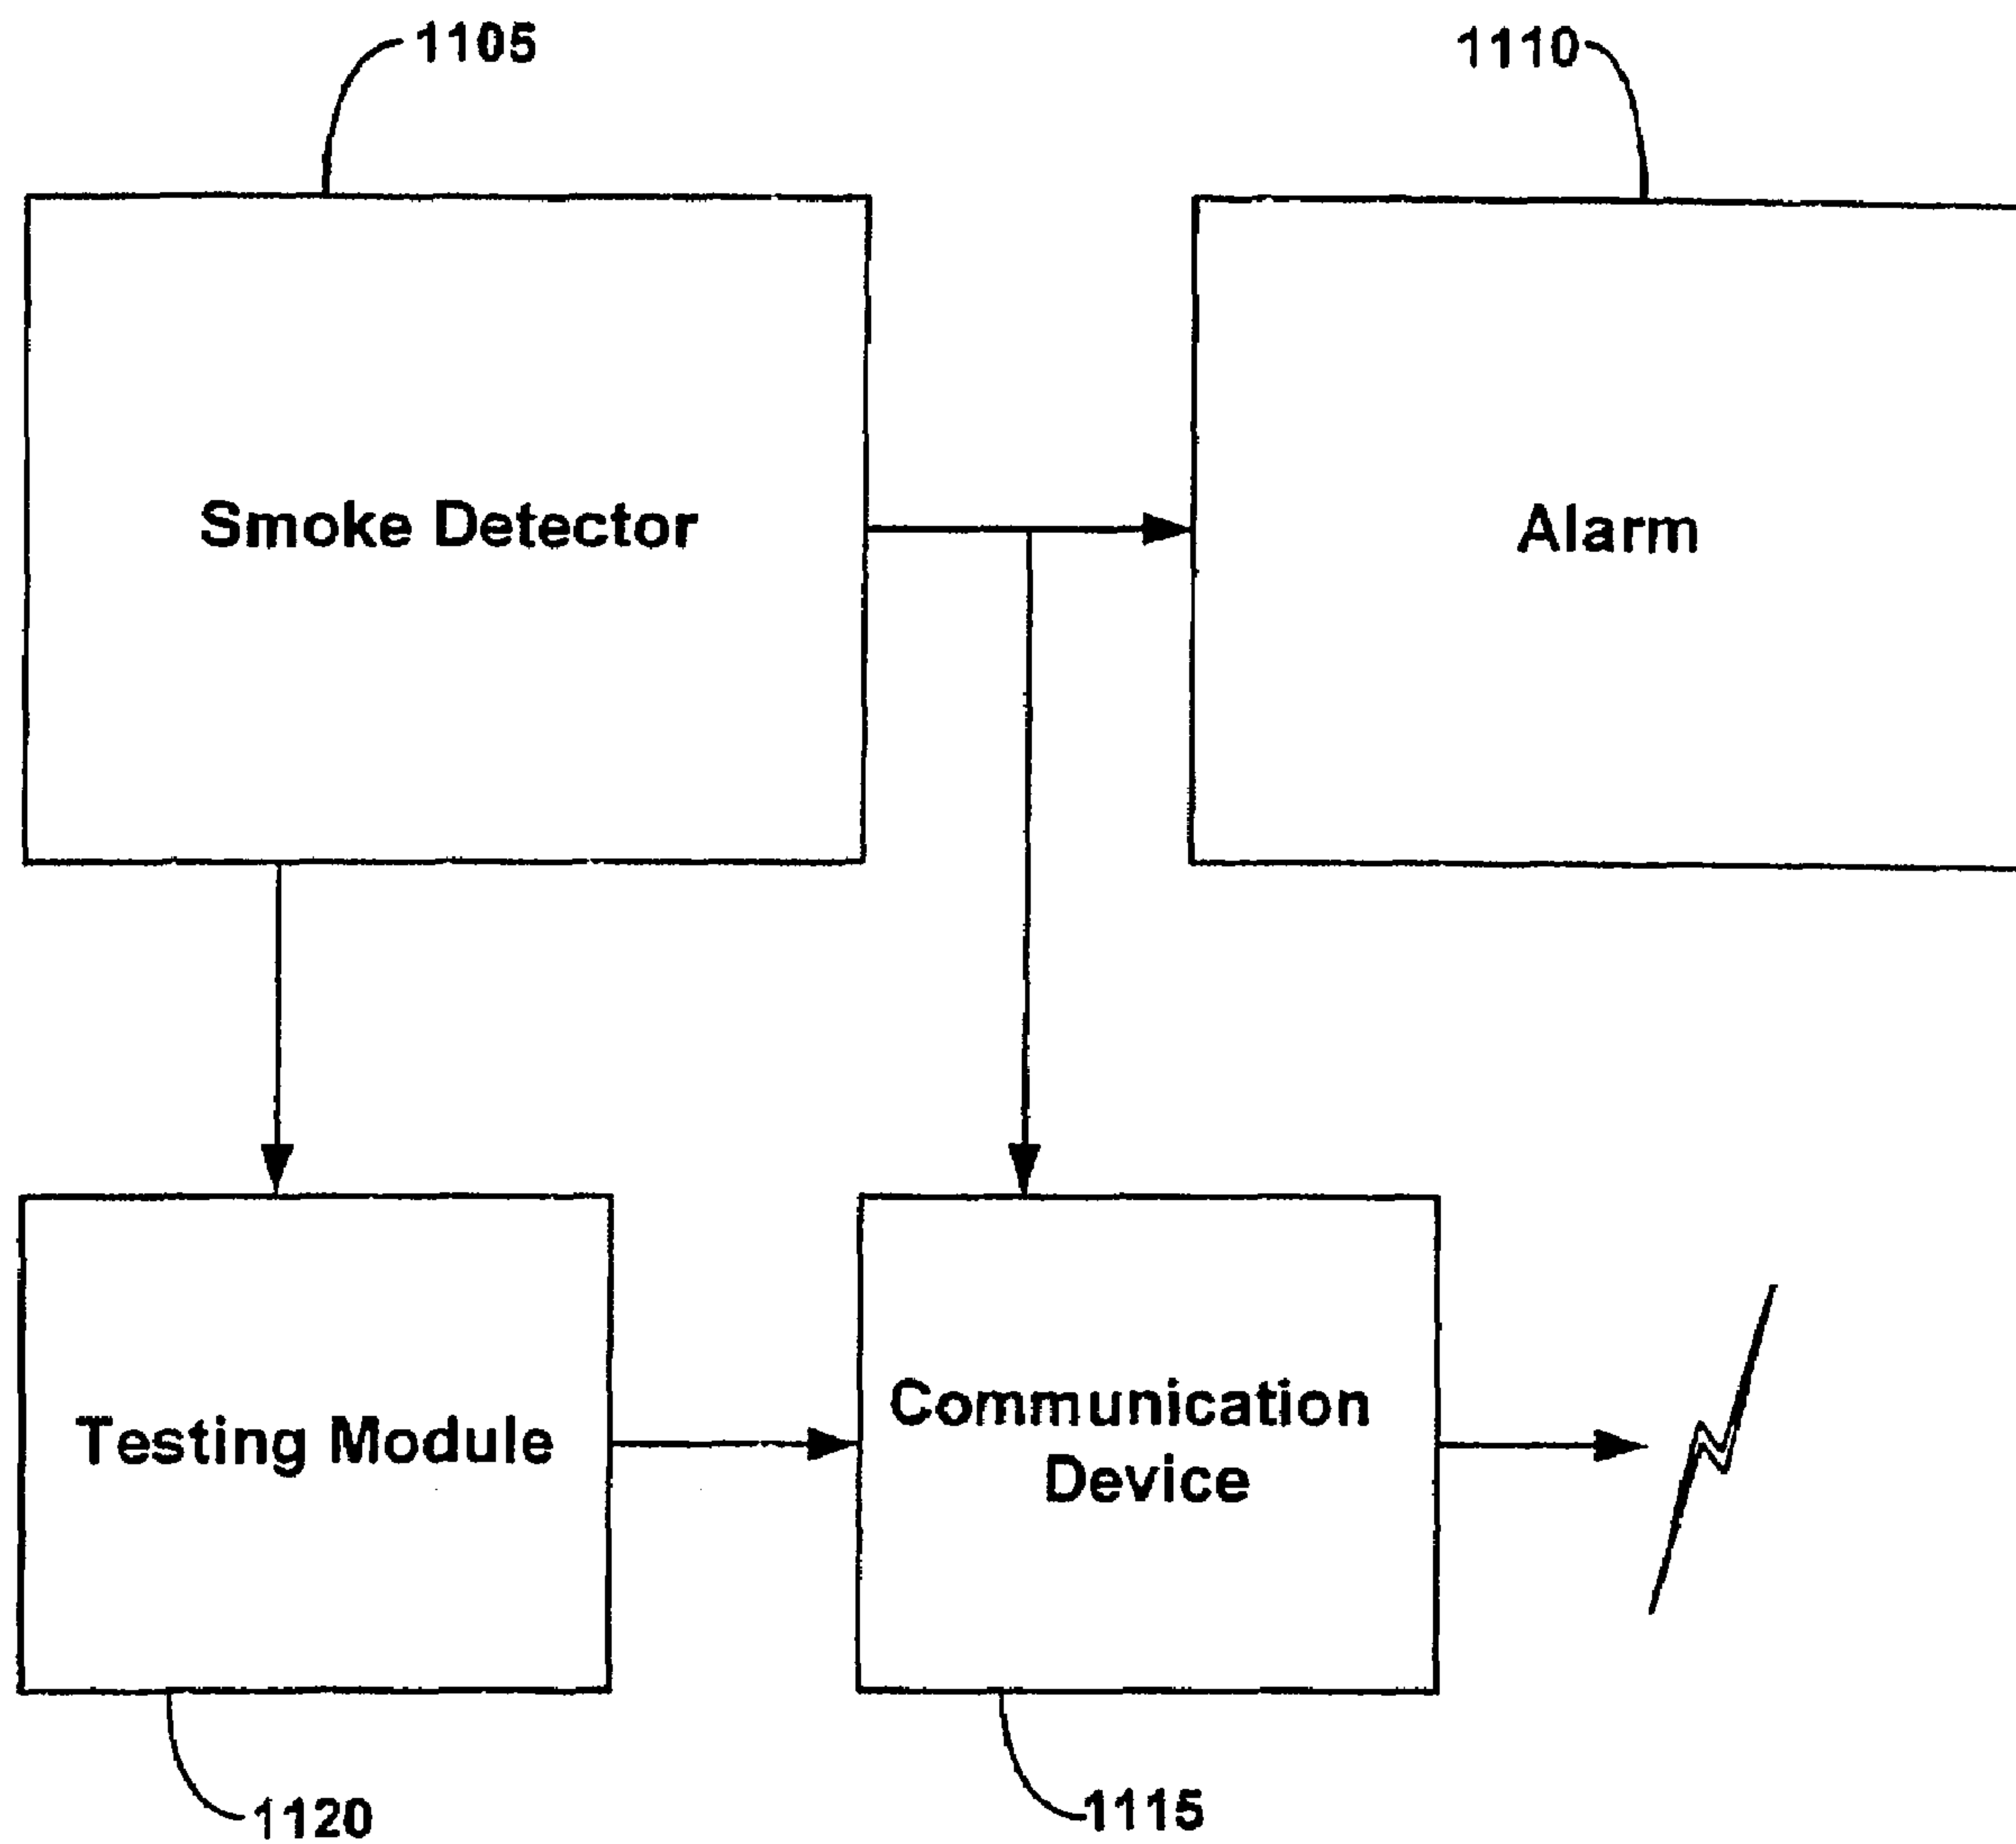 1105
1110
Smoke Detector
Alarm
Testing Module
Communication
Device
1120
1115